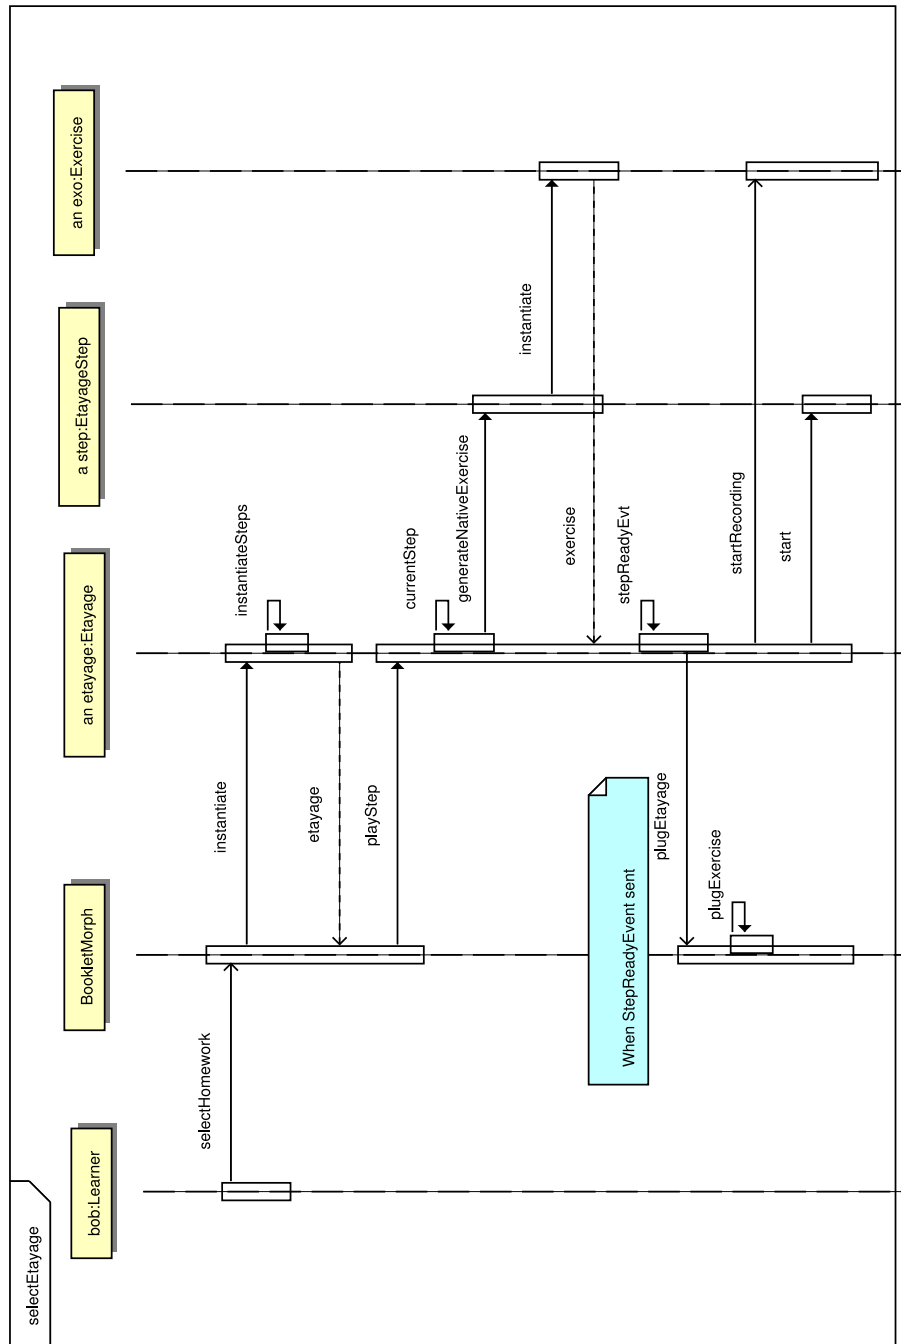 selectEtayage
bob:Learner
BookletMorph
an etayage:Etayage
a step:EtayageStep
an exo:Exercise
selectHomework
instantiate
instantiateSteps
etayage
playStep
currentStep
generateNativeExercise
instantiate
exercise
stepReadyEvt
When StepReadyEvent sent
plugEtayage
plugExercise
startRecording
start